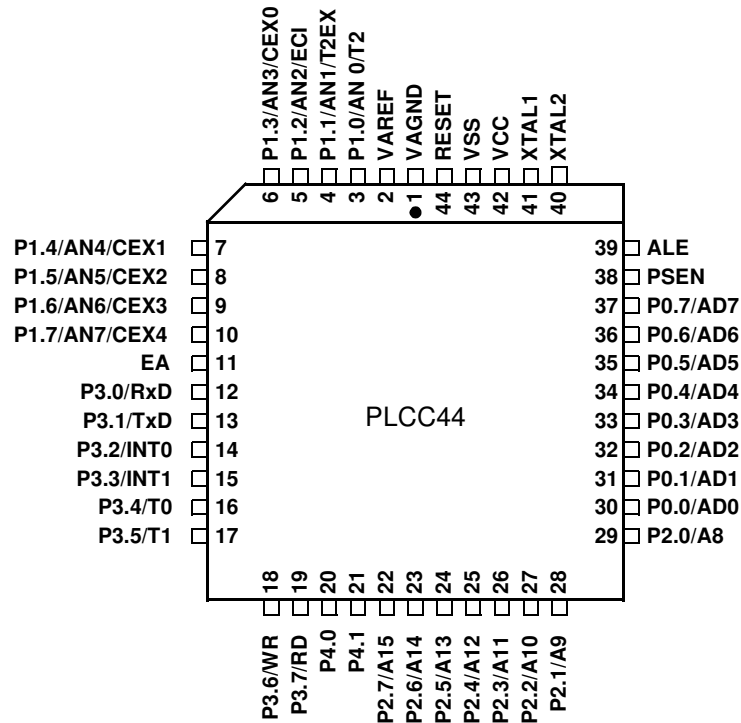 P1.3/AN3/CEX0
P1.2/AN2/ECI
P1.1/AN1/T2EX
P1.0/AN 0/T2
VAREF
VAGND
RESET
VSS
VCC
XTAL1
XTAL2
6 5 4 3 2 1 44 43 42 41 40
P1.4/AN4/CEX1 7
39 ALE
P1.5/AN5/CEX2 8
38 PSEN
P1.6/AN6/CEX3 9
37 P0.7/AD7
P1.7/AN7/CEX4 10
36 P0.6/AD6
EA 11
35 P0.5/AD5
P3.0/RxD 12
34 P0.4/AD4
P3.1/TxD 13
PLCC44
33 P0.3/AD3
P3.2/INT0 14
32 P0.2/AD2
P3.3/INT1 15
31 P0.1/AD1
P3.4/T0 16
30 P0.0/AD0
P3.5/T1 17
29 P2.0/A8
18 19 20 21 22 23 24 25 26 27 28
P3.6/WR
P3.7/RD
P4.0
P4.1
P2.7/A15
P2.6/A14
P2.5/A13
P2.4/A12
P2.3/A11
P2.2/A10
P2.1/A9